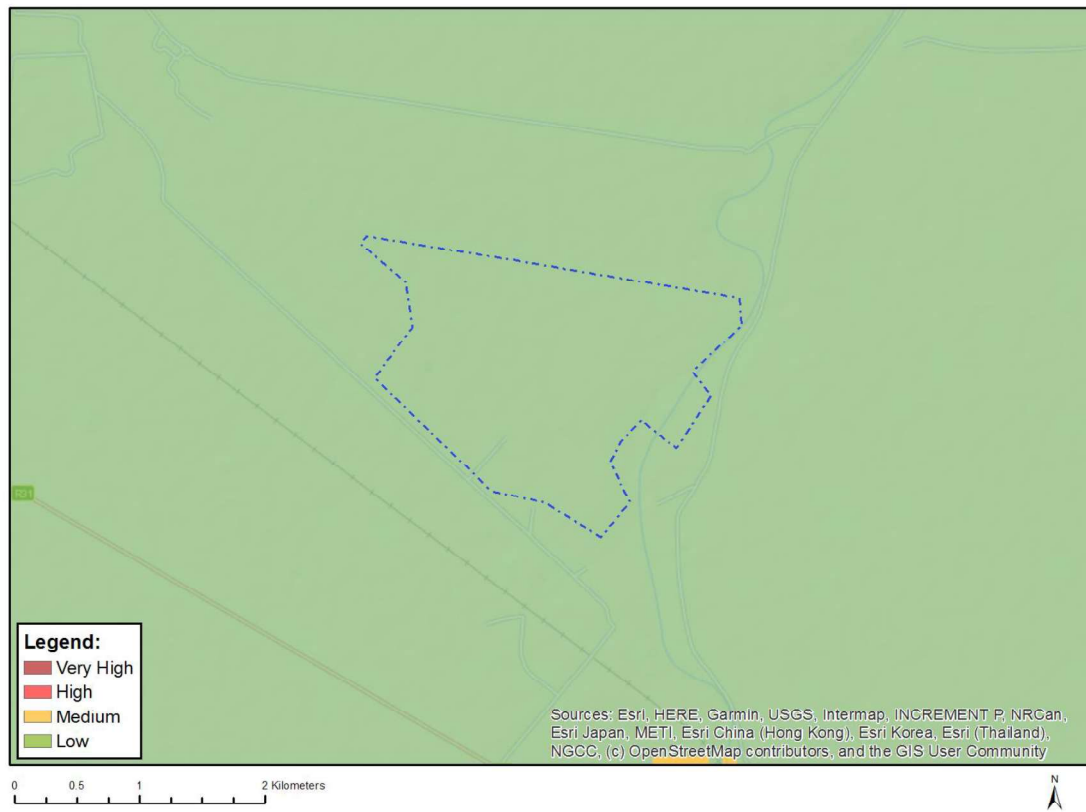 Legend:
Very High
High
Medium
Low
Sources: Esri, HERE, Garmin, USGS, Intermap, INCREMENT P, NRCan,
Esri Japan, METI, Esri China (Hong Kong), Esri Korea, Esri (Thailand),
NGCC, (c) OpenStreetMap contributors, and the GIS User Community
0 0.5 1 2 Kilometers
N